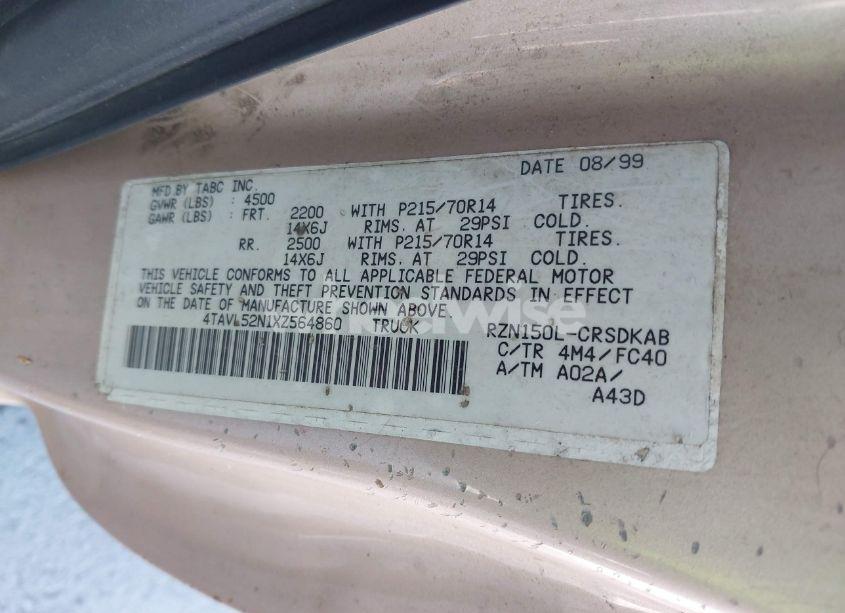 DATE 08/99
MFD.BY TABC INC.
GVWR (LBS) : 4500
GAWR (LBS) : FRT. 2200 WITH P215/70R14 TIRES.
14X6J RIMS. AT 29PSI COLD.
RR. 2500 WITH P215/70R14 TIRES.
14X6J RIMS. AT 29PSI COLD.
THIS VEHICLE CONFORMS TO ALL APPLICABLE FEDERAL MOTOR
VEHICLE SAFETY AND THEFT PREVENTION STANDARDS IN EFFECT
ON THE DATE OF MANUFACTURE SHOWN ABOVE.
4TAVL52N1XZ564860 TRUCK RZN150L-CRSDKAB
C/TR 4M4/FC40
A/TM A02A/
A43D